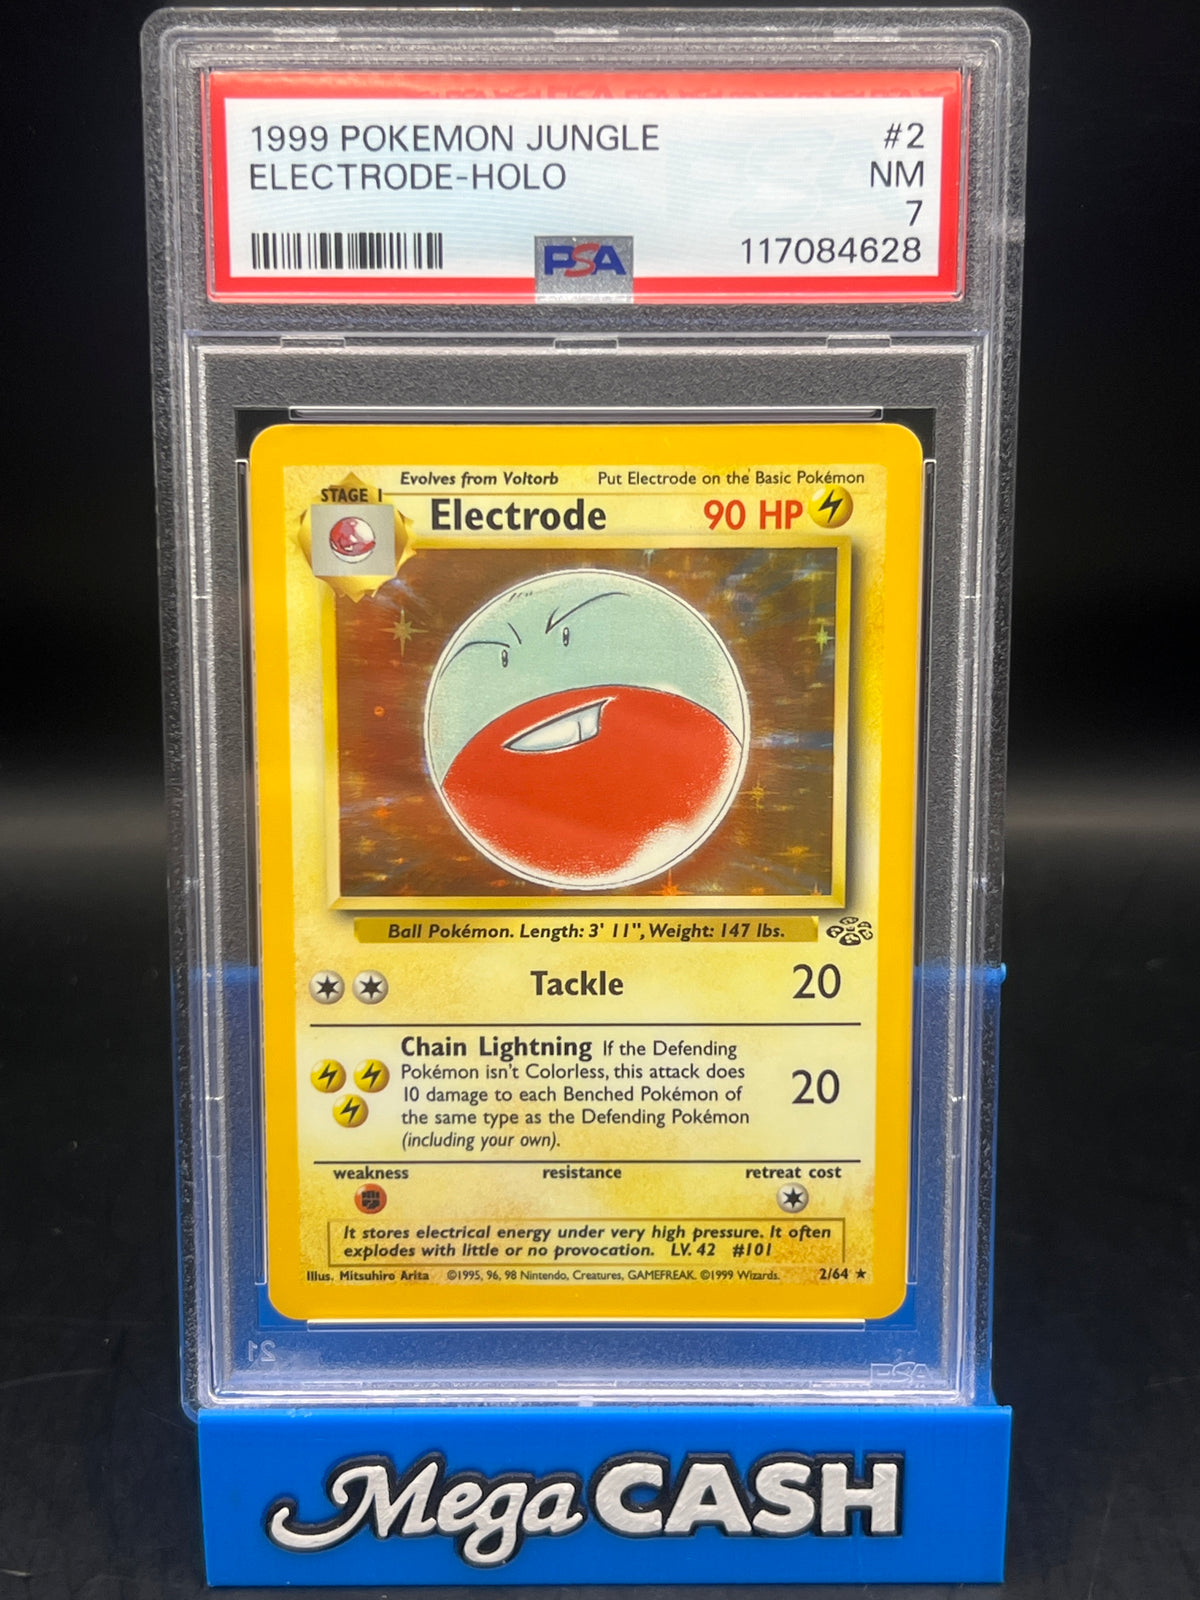 1999 POKEMON JUNGLE #2
ELECTRODE-HOLO NM
7
PSA 117084628
Evolves from Voltorb Put Electrode on the Basic Pokémon
STAGE 1
Electrode 90 HP
Ball Pokémon. Length: 3' 11", Weight: 147 lbs.
Tackle 20
Chain Lightning If the Defending
Pokémon isn't Colorless, this attack does
10 damage to each Benched Pokémon of
the same type as the Defending Pokémon
(including your own).
20
weakness resistance retreat cost
It stores electrical energy under very high pressure. It often
explodes with little or no provocation. LV. 42 #101
Illus. Mitsuhiro Arita ©1995, 96, 98 Nintendo, Creatures, GAMEFREAK. ©1999 Wizards. 2/64 ★
21 PSA
MegaCASH